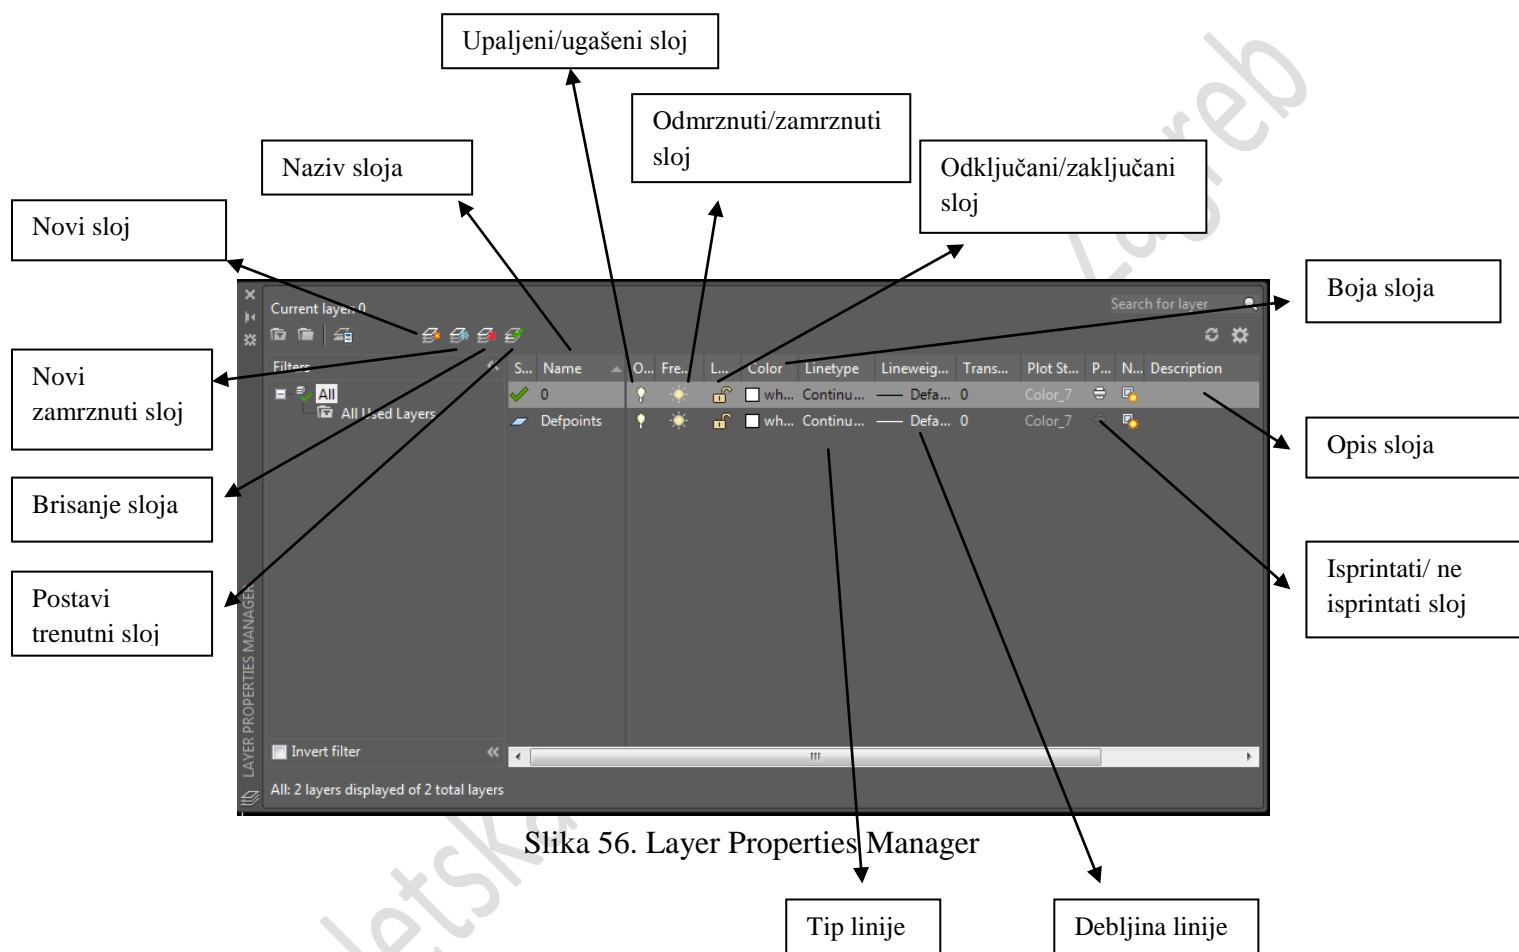 Upaljeni/ugašeni sloj
Odmrznuti/zamrznuti
sloj
Naziv sloja
Odključani/zaključani
sloj
Novi sloj
Boja sloja
Novi
zamrznuti sloj
Opis sloja
Brisanje sloja
Isprintati/ ne
isprintati sloj
Postavi
trenutni sloj
Current layer: 0
Search for layer
Filters
S... Name O... Fre... L... Color Linetype Lineweig... Trans... Plot St... P... N... Description
All
0 wh... Continu... Defa... 0 Color_7
All Used Layers
Defpoints wh... Continu... Defa... 0 Color_7
Invert filter
All: 2 layers displayed of 2 total layers
LAYER PROPERTIES MANAGER
Slika 56. Layer Properties Manager
Tip linije
Debljina linije
Zagreb